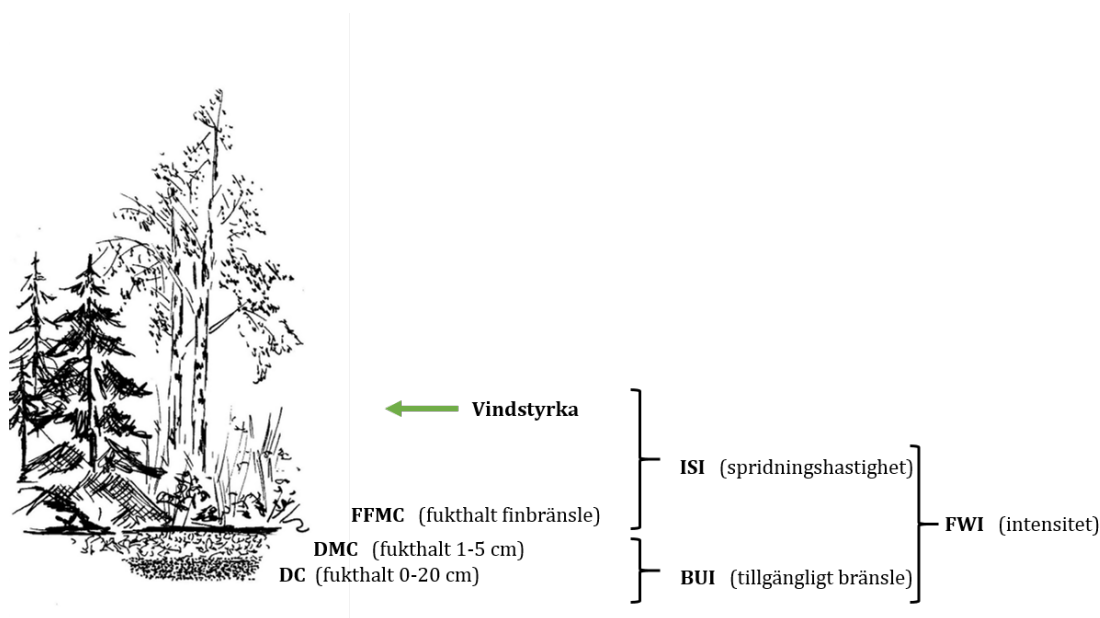 Vindstyrka
ISI (spridningshastighet)
FFMC (fukthalt finbränsle)
FWI (intensitet)
DMC (fukthalt 1-5 cm)
DC (fukthalt 0-20 cm)
BUI (tillgängligt bränsle)